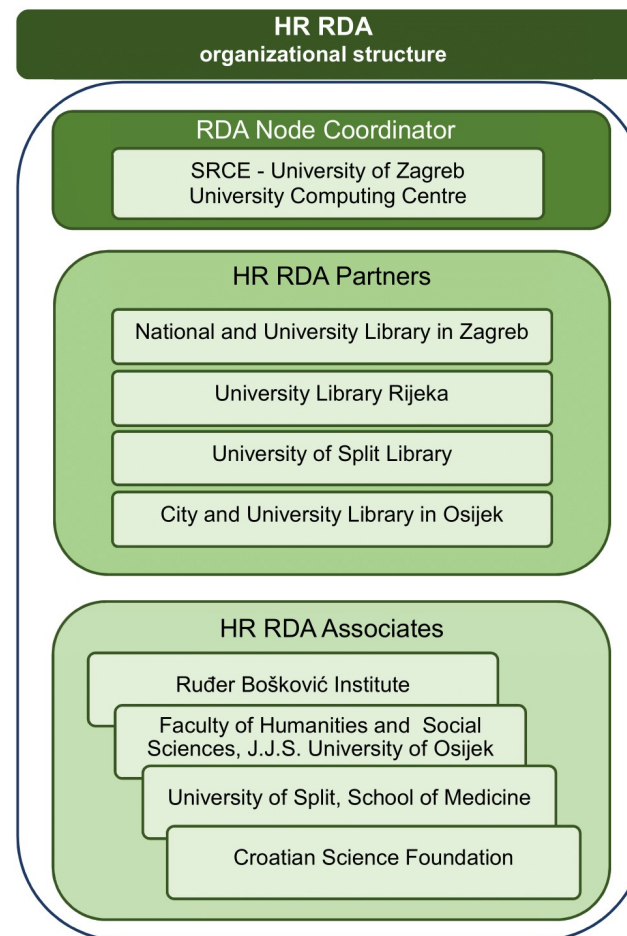 HR RDA
organizational structure
RDA Node Coordinator
SRCE - University of Zagreb
University Computing Centre
HR RDA Partners
National and University Library in Zagreb
University Library Rijeka
University of Split Library
City and University Library in Osijek
HR RDA Associates
Ruđer Bošković Institute
Faculty of Humanities and Social
Sciences, J.J.S. University of Osijek
University of Split, School of Medicine
Croatian Science Foundation